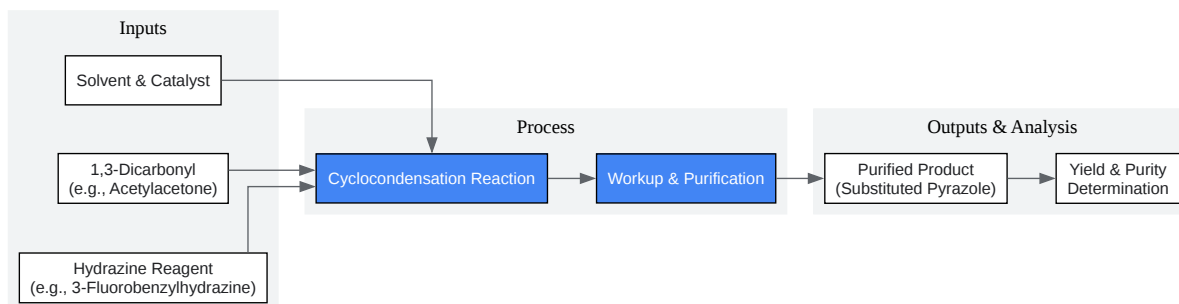 Inputs
Solvent & Catalyst
1,3-Dicarbonyl
(e.g., Acetylacetone)
Hydrazine Reagent
(e.g., 3-Fluorobenzylhydrazine)
Process
Cyclocondensation Reaction
Workup & Purification
Outputs & Analysis
Purified Product
(Substituted Pyrazole)
Yield & Purity
Determination